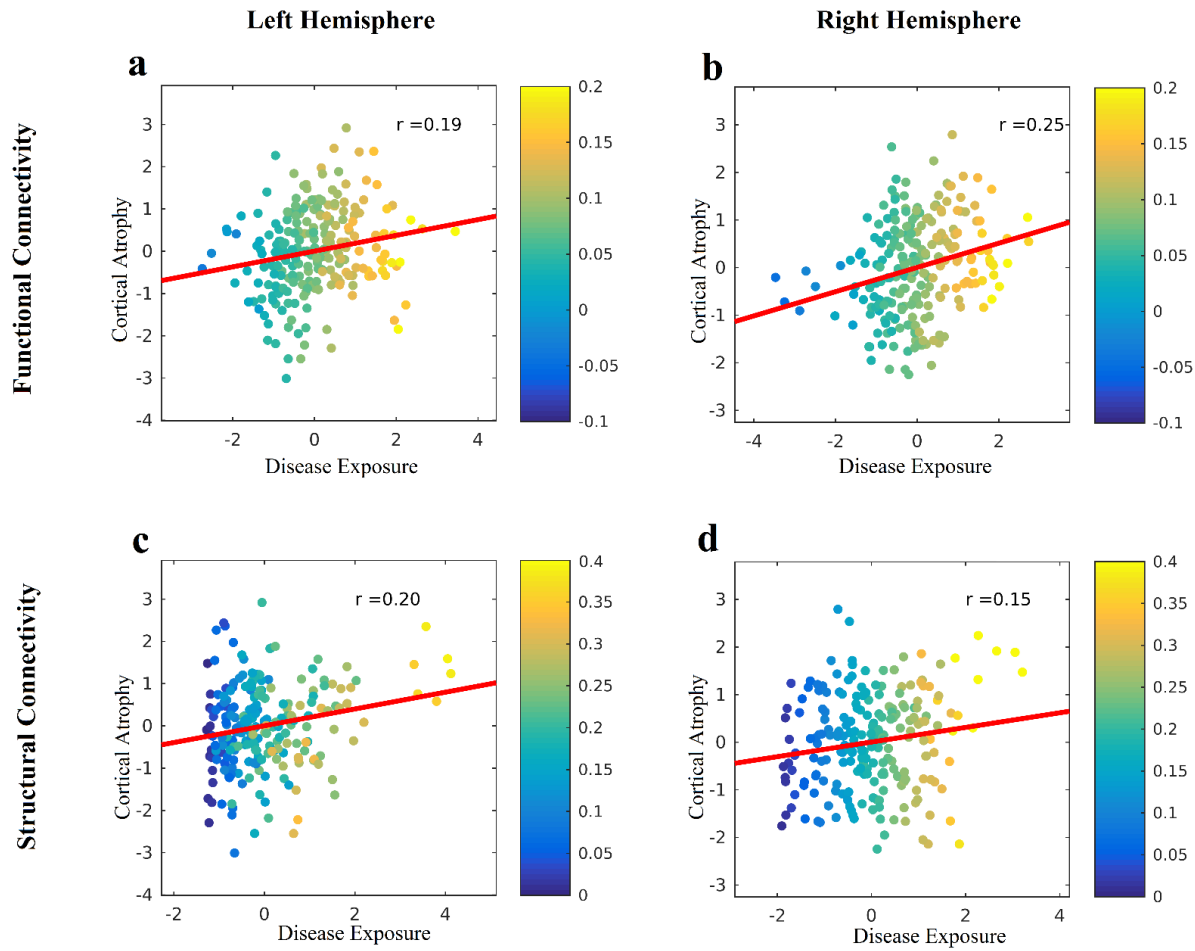 Left Hemisphere
Right Hemisphere
Functional Connectivity
a
r =0.19
3
2
1
0
-1
-2
-3
-4
Cortical Atrophy
-2 0 2 4
Disease Exposure
0.2
0.15
0.1
0.05
0
-0.05
-0.1
b
r =0.25
3
2
1
0
-1
-2
-3
Cortical Atrophy
-4 -2 0 2
Disease Exposure
0.2
0.15
0.1
0.05
0
-0.05
-0.1
Structural Connectivity
c
r =0.20
3
2
1
0
-1
-2
-3
-4
Cortical Atrophy
-2 0 2 4
Disease Exposure
0.4
0.35
0.3
0.25
0.2
0.15
0.1
0.05
0
d
r =0.15
3
2
1
0
-1
-2
-3
Cortical Atrophy
-2 0 2 4
Disease Exposure
0.4
0.35
0.3
0.25
0.2
0.15
0.1
0.05
0